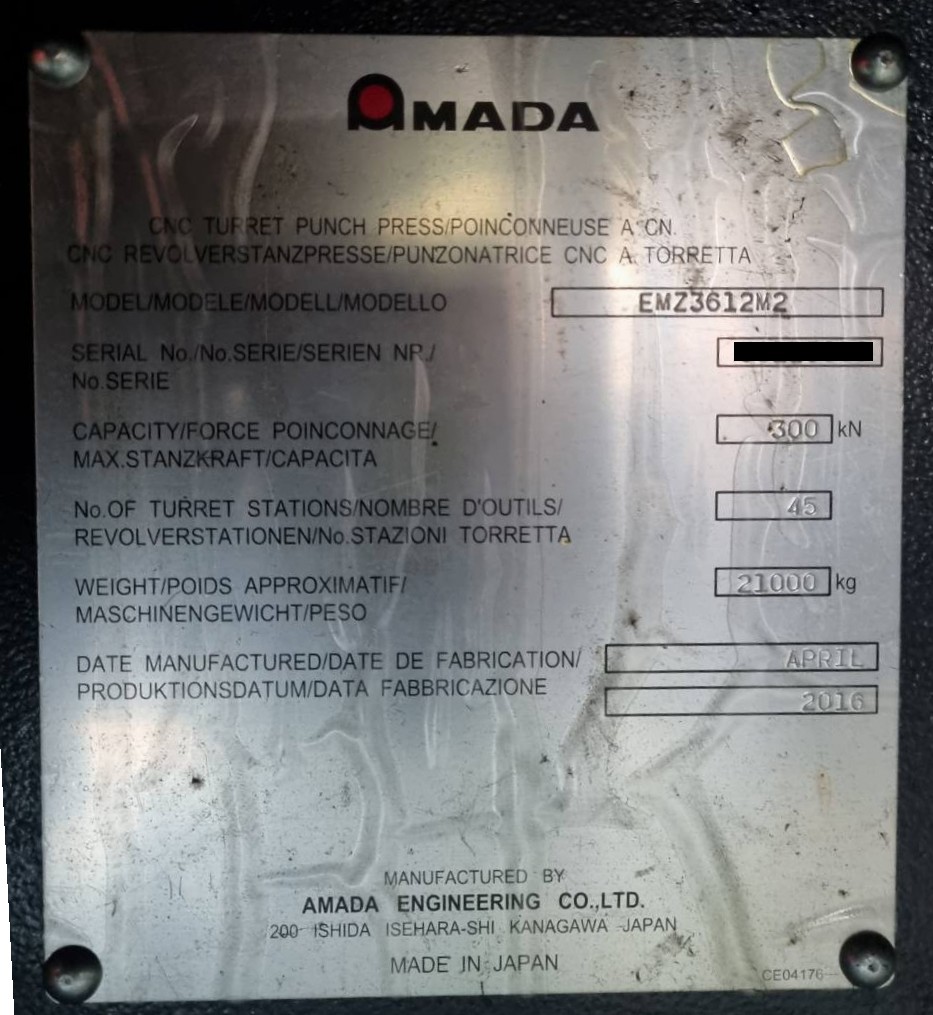 AMADA
CNC TURRET PUNCH PRESS/POINCONNEUSE A CN.
CNC REVOLVERSTANZPRESSE/PUNZONATRICE CNC A TORRETTA
MODEL/MODELE/MODELL/MODELLO EMZ3612M2
SERIAL No./No.SERIE/SERIEN NR./
No.SERIE
CAPACITY/FORCE POINCONNAGE/ 300 kN
MAX.STANZKRAFT/CAPACITA
No.OF TURRET STATIONS/NOMBRE D'OUTILS/ 45
REVOLVERSTATIONEN/No.STAZIONI TORRETTA
WEIGHT/POIDS APPROXIMATIF/ 21000 kg
MASCHINENGEWICHT/PESO
DATE MANUFACTURED/DATE DE FABRICATION/ APRIL
PRODUKTIONSDATUM/DATA FABBRICAZIONE 2016
MANUFACTURED BY
AMADA ENGINEERING CO.,LTD.
200 ISHIDA ISEHARA-SHI KANAGAWA JAPAN
MADE IN JAPAN
CE04176